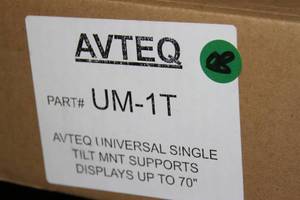 AVTEQ
PART# UM-1T
AVTEQ UNIVERSAL SINGLE
TILT MNT SUPPORTS
DISPLAYS UP TO 70"